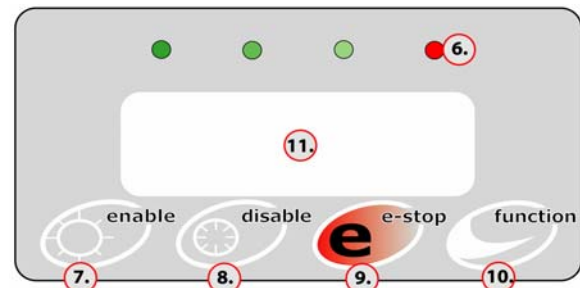 6.
11.
enable disable e-stop function
e
7. 8. 9. 10.